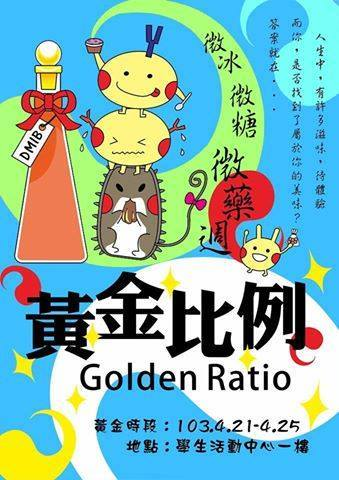 人生中，有許多滋味，待體驗
而你，是否找到了屬於你的美味？
答案就在....
微冰 微糖 微藥週
DMIBC
黃金比例
Golden Ratio
黃金時段：103.4.21-4.25
地點：學生活動中心一樓